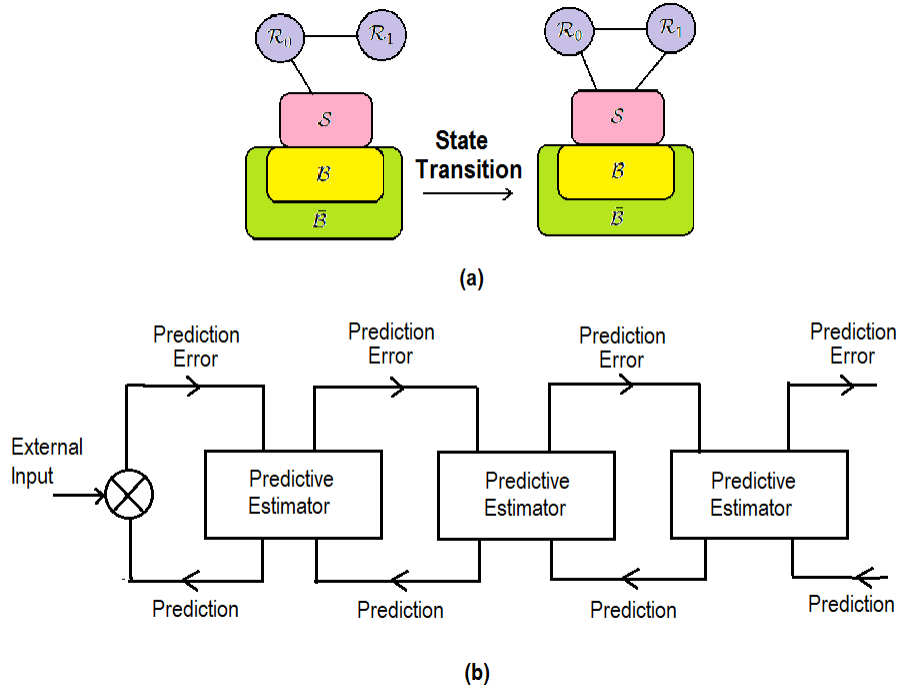 ℛ₀ ℛ₁ ℛ₀ ℛ₁
𝒮 𝒮
State
Transition
ℬ ℬ
ℬ̄ ℬ̄
(a)
Prediction Error
Prediction Error
Prediction Error
Prediction Error
External
Input
Predictive
Estimator
Predictive
Estimator
Predictive
Estimator
Prediction
Prediction
Prediction
Prediction
(b)